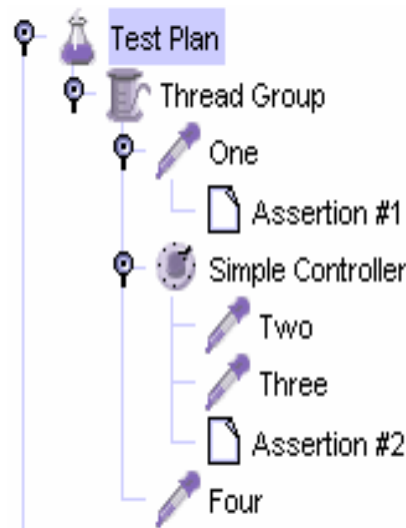 Test Plan
Thread Group
One
Assertion #1
Simple Controller
Two
Three
Assertion #2
Four